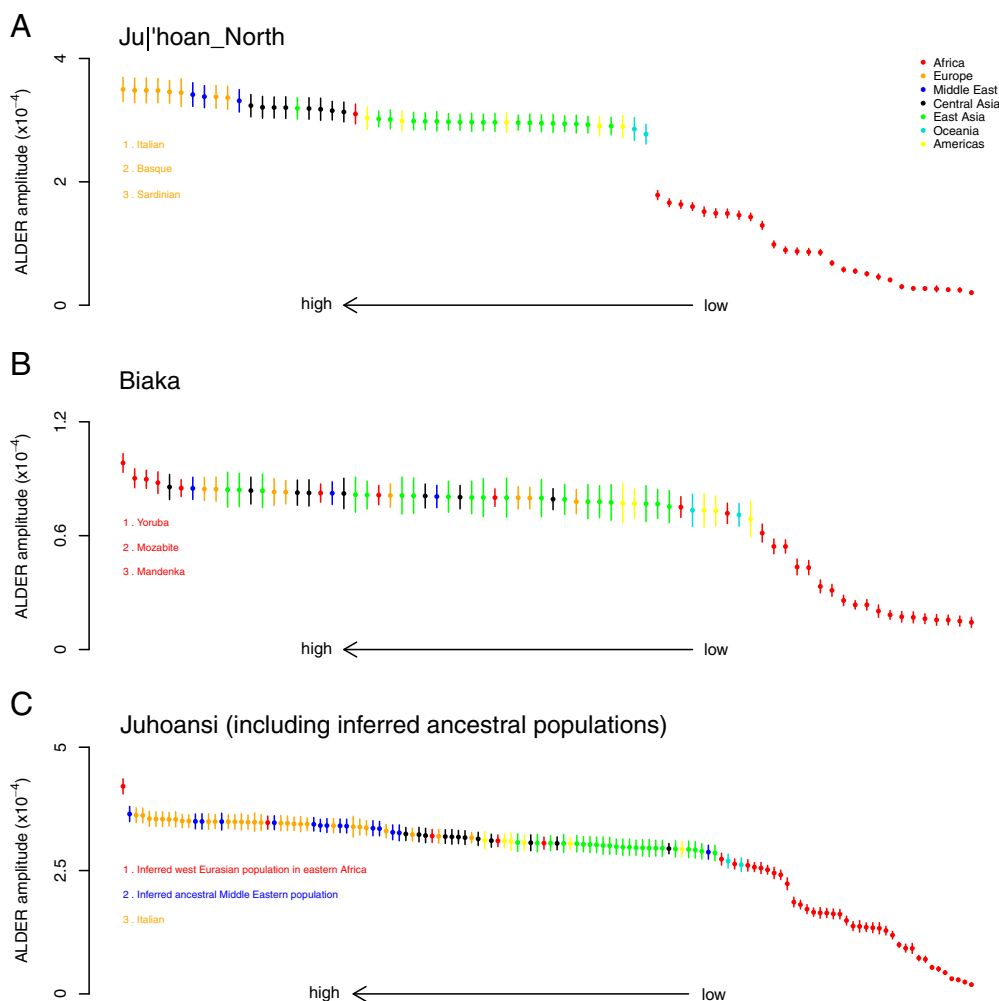 A
Ju|'hoan_North
ALDER amplitude (x10⁻⁴)
4
2
0
Africa
Europe
Middle East
Central Asia
East Asia
Oceania
Americas
1 . Italian
2 . Basque
3 . Sardinian
high
low
B
Biaka
ALDER amplitude (x10⁻⁴)
1.2
0.6
0
1 . Yoruba
2 . Mozabite
3 . Mandenka
high
low
C
Juhoansi (including inferred ancestral populations)
ALDER amplitude (x10⁻⁴)
5
2.5
0
1 . Inferred west Eurasian population in eastern Africa
2 . Inferred ancestral Middle Eastern population
3 . Italian
high
low